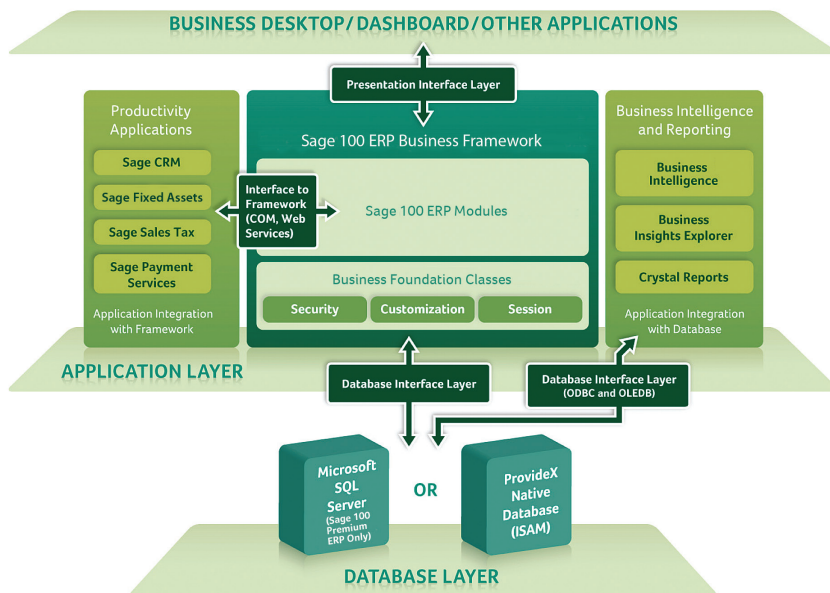 BUSINESS DESKTOP/DASHBOARD/OTHER APPLICATIONS
Presentation Interface Layer
Productivity
Applications
Sage CRM
Sage Fixed Assets
Sage Sales Tax
Sage Payment
Services
Application Integration
with Framework
Interface to
Framework
(COM, Web
Services)
Sage 100 ERP Business Framework
Sage 100 ERP Modules
Business Foundation Classes
Security
Customization
Session
Business Intelligence
and Reporting
Business
Intelligence
Business
Insights Explorer
Crystal Reports
Application Integration
with Database
APPLICATION LAYER
Database Interface Layer
Database Interface Layer
(ODBC and OLEDB)
Microsoft
SQL
Server
(Sage 100
Premium
ERP Only)
OR
ProvideX
Native
Database
(ISAM)
DATABASE LAYER